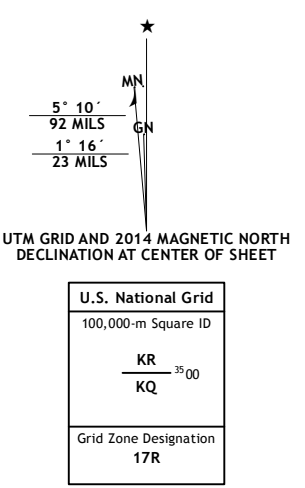 ★
MN
5° 10´
92 MILS
GN
1° 16´
23 MILS
UTM GRID AND 2014 MAGNETIC NORTH
DECLINATION AT CENTER OF SHEET
U.S. National Grid
100,000-m Square ID
KR
3500
KQ
Grid Zone Designation
17R